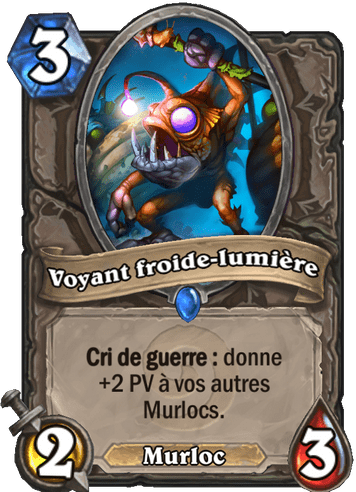 3
Voyant froide-lumière
Cri de guerre : donne
+2 PV à vos autres
Murlocs.
2
Murloc
3